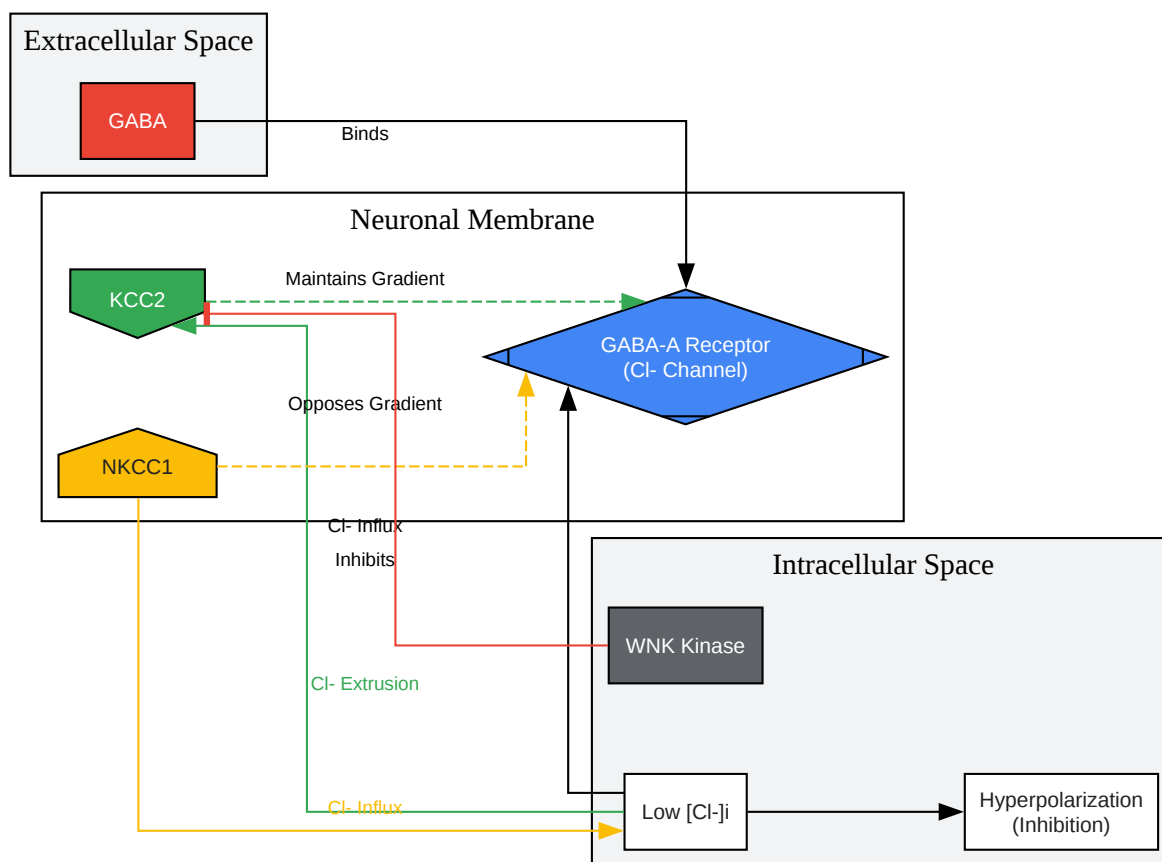 Extracellular Space
GABA
Binds
Neuronal Membrane
KCC2
Maintains Gradient
GABA-A Receptor
(Cl- Channel)
Opposes Gradient
NKCC1
Cl- Influx
Inhibits
Intracellular Space
WNK Kinase
Cl- Extrusion
Cl- Influx
Low [Cl-]i
Hyperpolarization
(Inhibition)